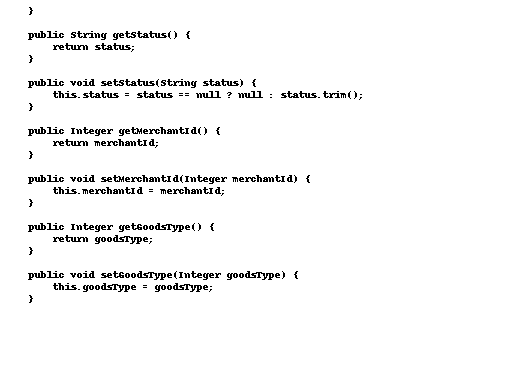 }

    public String getStatus() {
        return status;
    }

    public void setStatus(String status) {
        this.status = status == null ? null : status.trim();
    }

    public Integer getMerchantId() {
        return merchantId;
    }

    public void setMerchantId(Integer merchantId) {
        this.merchantId = merchantId;
    }

    public Integer getGoodsType() {
        return goodsType;
    }

    public void setGoodsType(Integer goodsType) {
        this.goodsType = goodsType;
    }